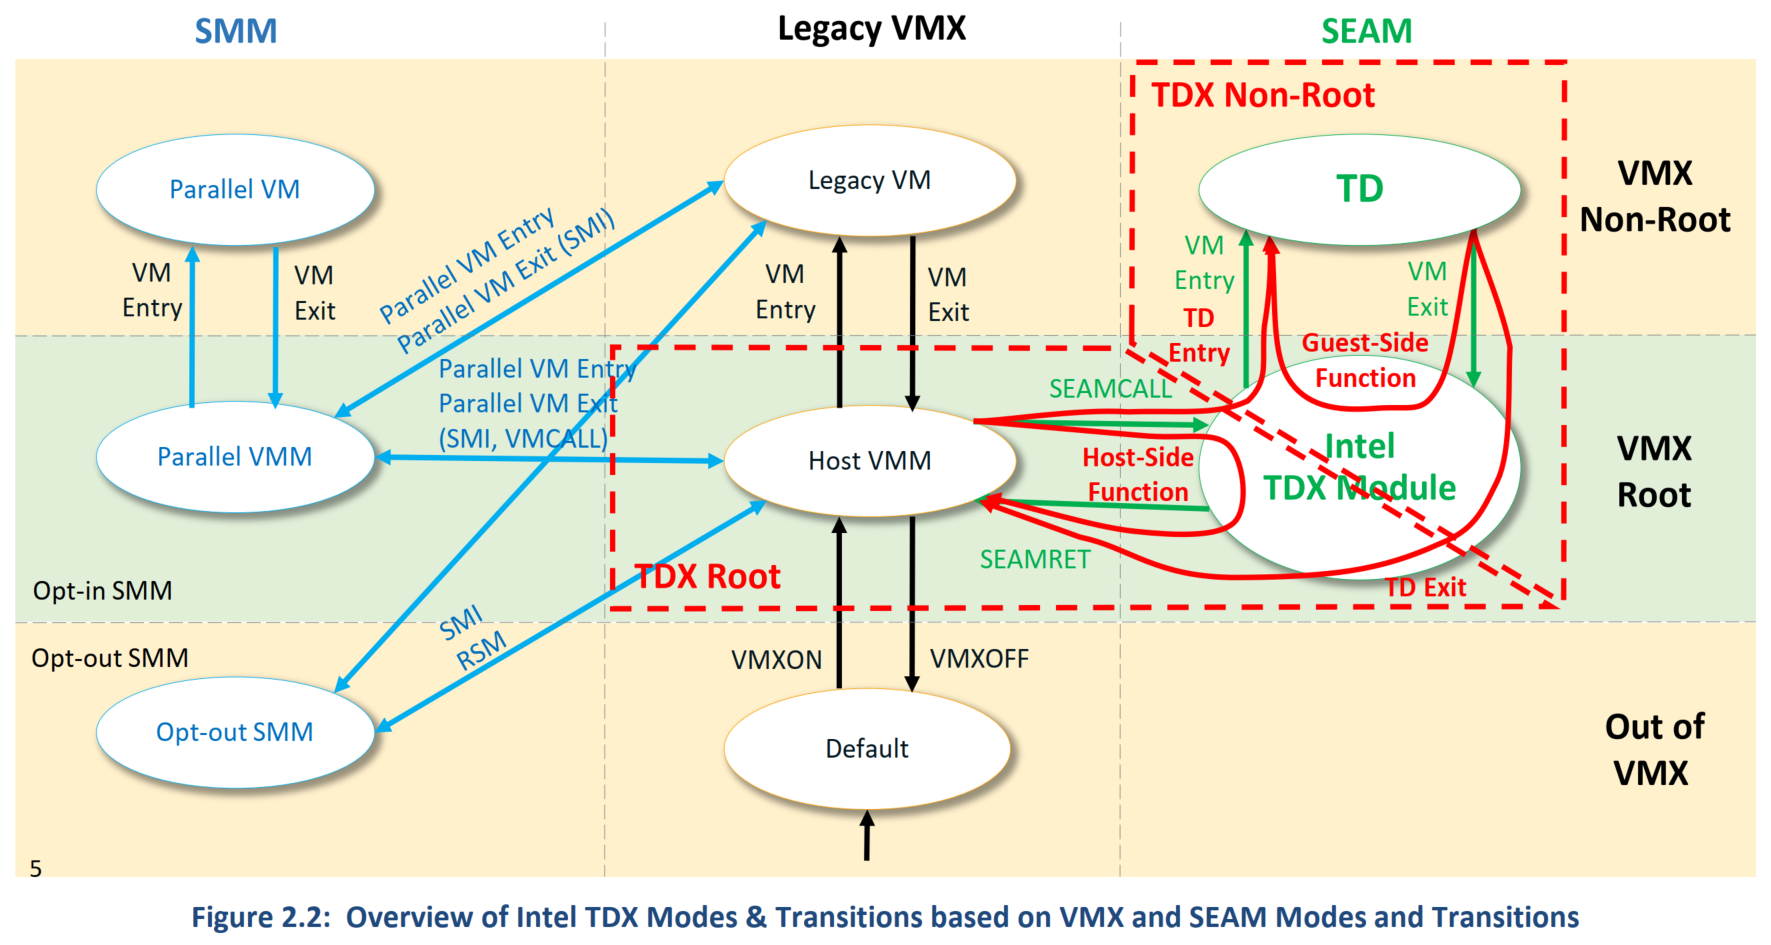 SMM
Legacy VMX
SEAM
TDX Non-Root
VMX
Non-Root
Parallel VM
Legacy VM
TD
VM
Entry
VM
Exit
Parallel VM Entry
Parallel VM Exit (SMI)
VM
Entry
VM
Exit
VM
Entry
TD
Entry
VM
Exit
Guest-Side
Function
Parallel VM Entry
Parallel VM Exit
(SMI, VMCALL)
SEAMCALL
Parallel VMM
Host VMM
Host-Side
Function
Intel
TDX Module
VMX
Root
SEAMRET
TDX Root
TD Exit
Opt-in SMM
Opt-out SMM
SMI
RSM
VMXON
VMXOFF
Opt-out SMM
Default
Out of
VMX
5
Figure 2.2: Overview of Intel TDX Modes & Transitions based on VMX and SEAM Modes and Transitions